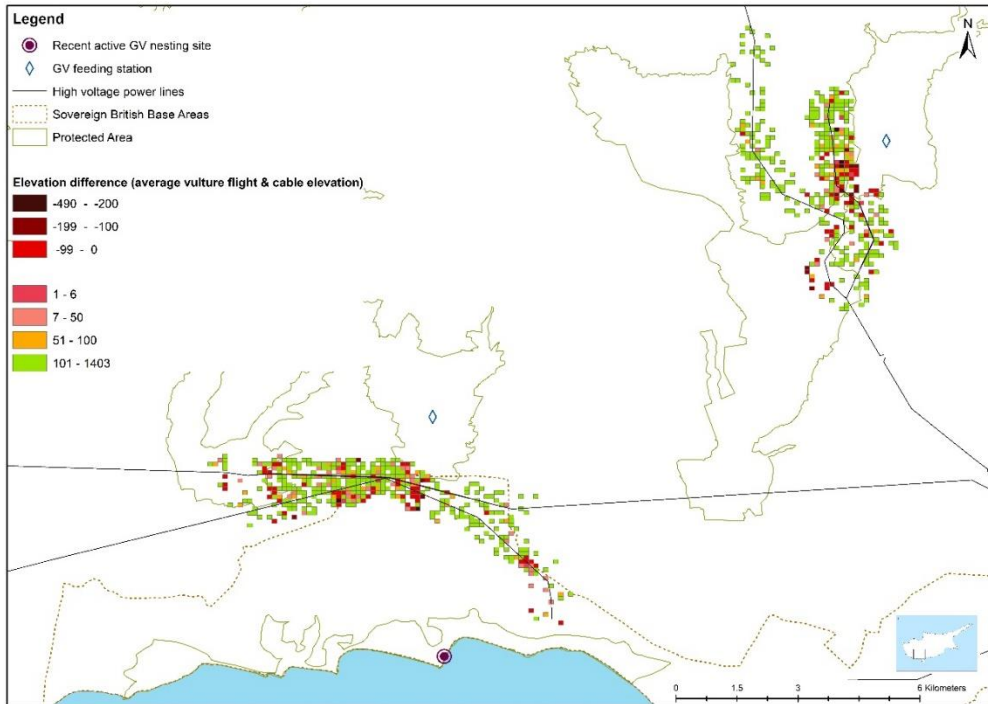 Legend
Recent active GV nesting site
GV feeding station
High voltage power lines
Sovereign British Base Areas
Protected Area
Elevation difference (average vulture flight & cable elevation)
-490 - -200
-199 - -100
-99 - 0
1 - 6
7 - 50
51 - 100
101 - 1403
N
0 1.5 3 6 Kilometers